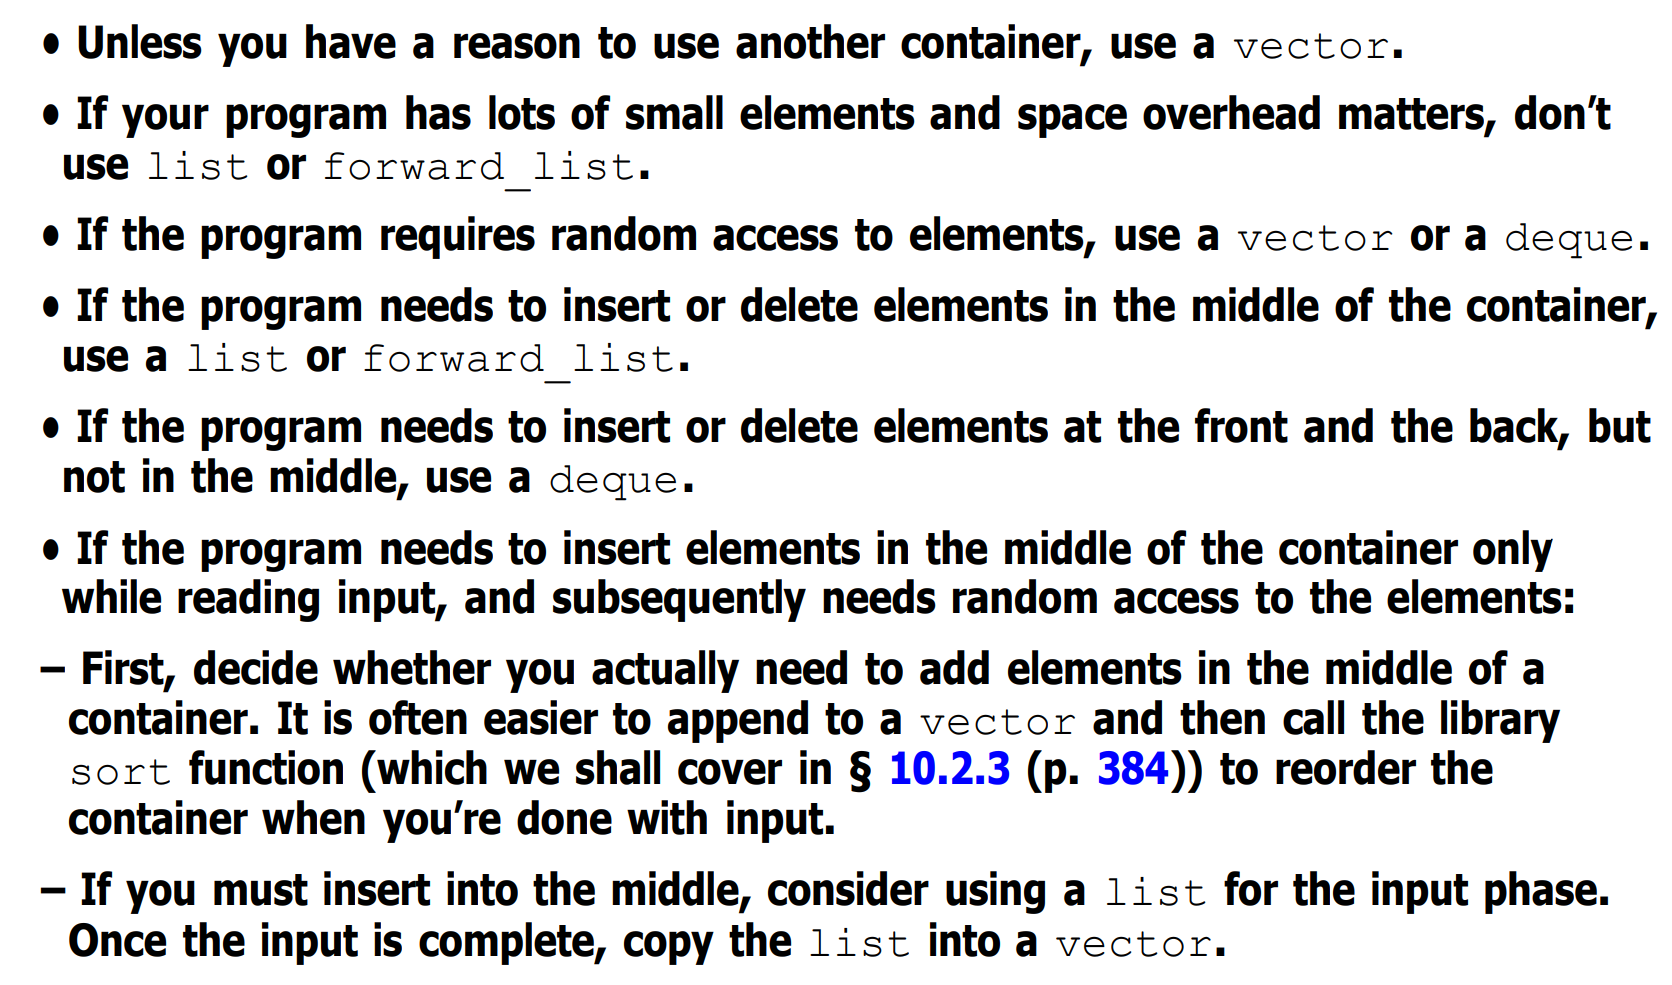 • Unless you have a reason to use another container, use a vector.
• If your program has lots of small elements and space overhead matters, don’t
use list or forward_list.
• If the program requires random access to elements, use a vector or a deque.
• If the program needs to insert or delete elements in the middle of the container,
use a list or forward_list.
• If the program needs to insert or delete elements at the front and the back, but
not in the middle, use a deque.
• If the program needs to insert elements in the middle of the container only
while reading input, and subsequently needs random access to the elements:
– First, decide whether you actually need to add elements in the middle of a
container. It is often easier to append to a vector and then call the library
sort function (which we shall cover in § 10.2.3 (p. 384)) to reorder the
container when you’re done with input.
– If you must insert into the middle, consider using a list for the input phase.
Once the input is complete, copy the list into a vector.